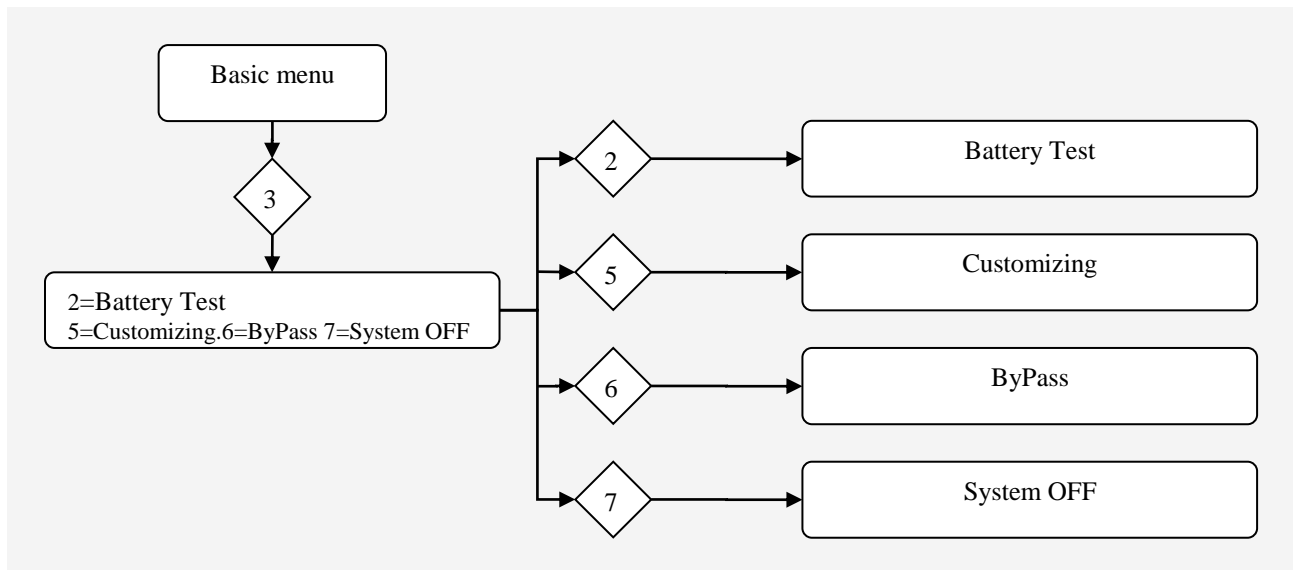 Basic menu
3
2=Battery Test
5=Customizing.6=ByPass 7=System OFF
2
Battery Test
5
Customizing
6
ByPass
7
System OFF